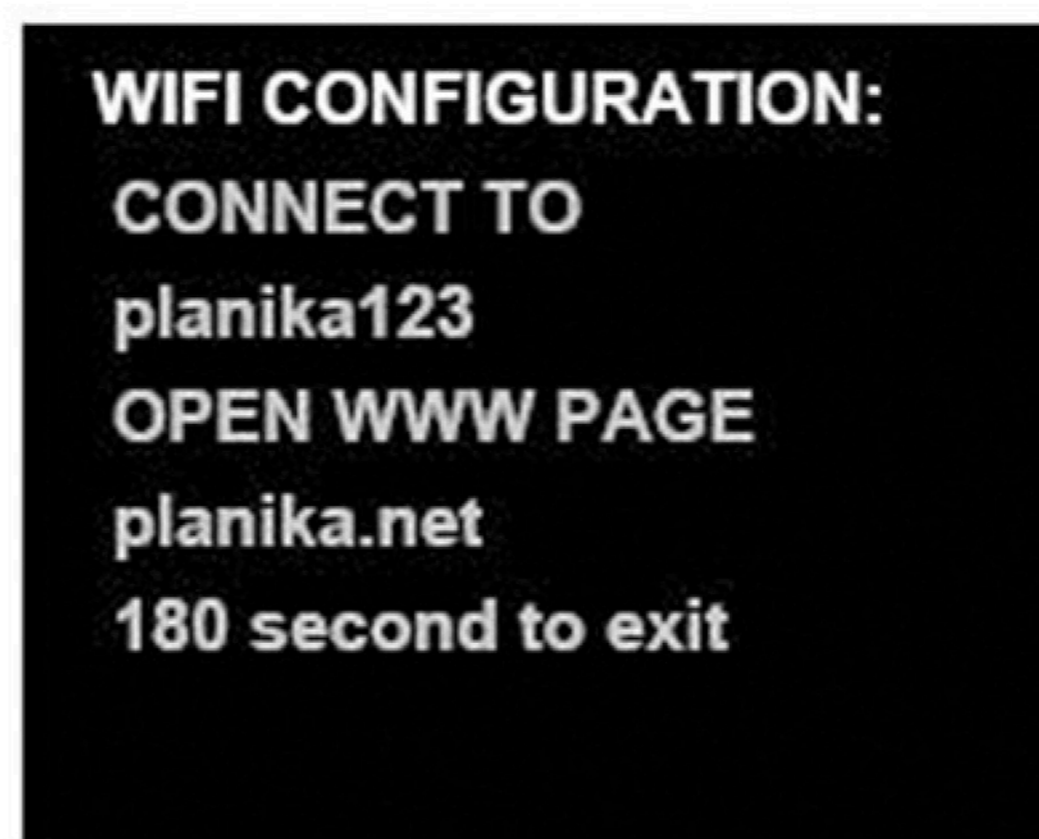 WIFI CONFIGURATION:
CONNECT TO
planika123
OPEN WWW PAGE
planika.net
180 second to exit